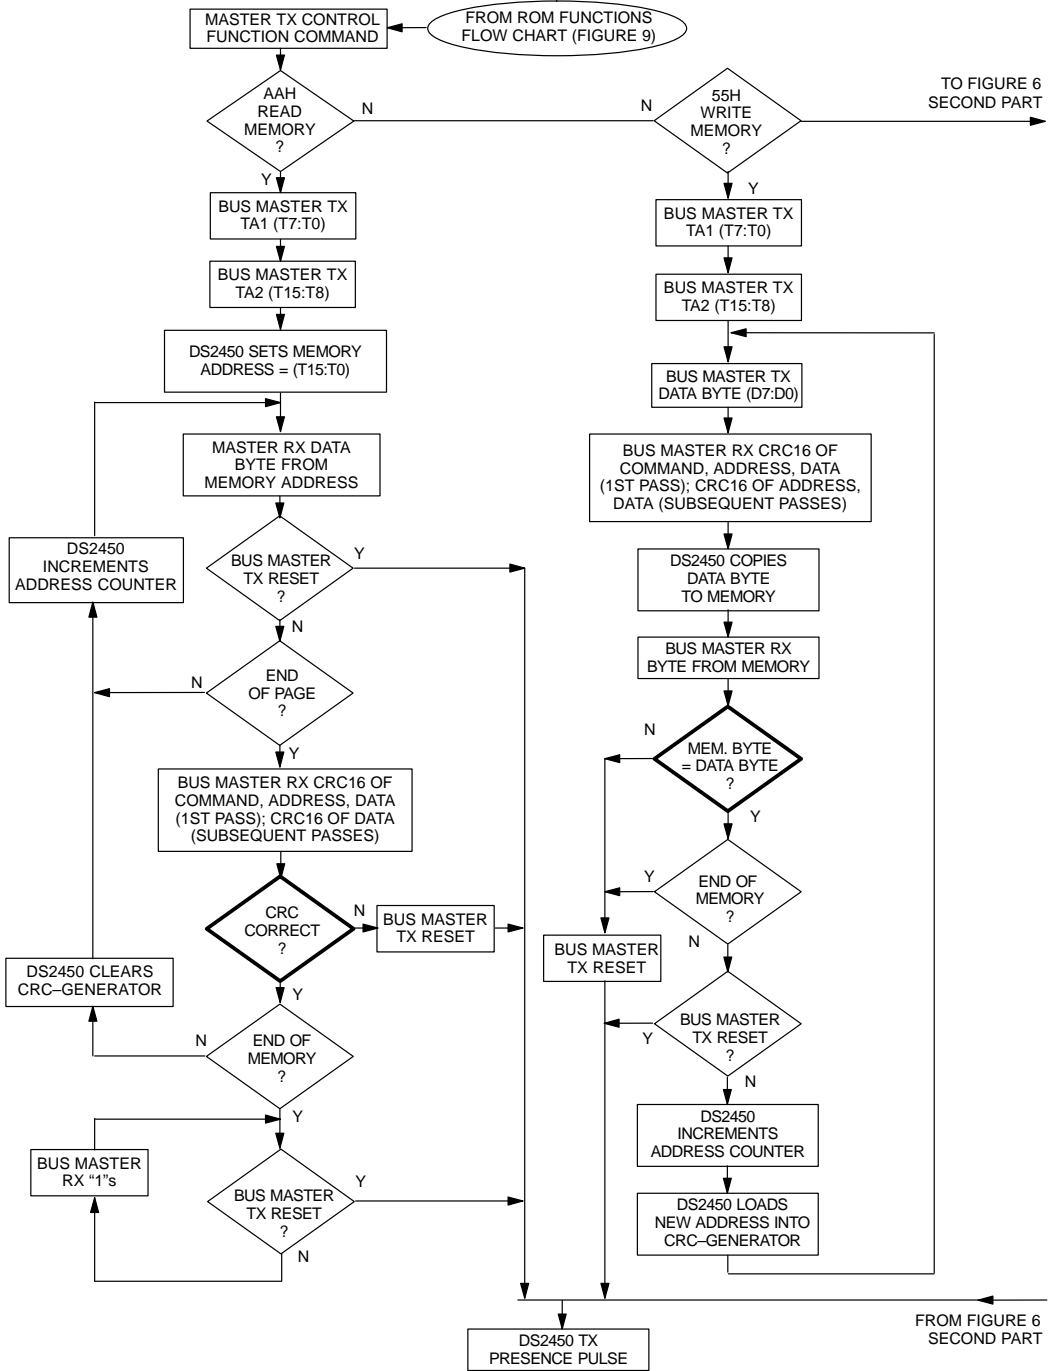 MASTER TX CONTROL
FUNCTION COMMAND
FROM ROM FUNCTIONS
FLOW CHART (FIGURE 9)
AAH
READ
MEMORY
?
N
Y
N
55H
WRITE
MEMORY
?
Y
TO FIGURE 6
SECOND PART
BUS MASTER TX
TA1 (T7:T0)
BUS MASTER TX
TA2 (T15:T8)
DS2450 SETS MEMORY
ADDRESS = (T15:T0)
MASTER RX DATA
BYTE FROM
MEMORY ADDRESS
DS2450
INCREMENTS
ADDRESS COUNTER
BUS MASTER
TX RESET
?
Y
N
END
OF PAGE
?
N
Y
BUS MASTER RX CRC16 OF
COMMAND, ADDRESS, DATA
(1ST PASS); CRC16 OF DATA
(SUBSEQUENT PASSES)
CRC
CORRECT
?
N
BUS MASTER
TX RESET
Y
DS2450 CLEARS
CRC–GENERATOR
N
END OF
MEMORY
?
Y
BUS MASTER
RX “1”s
BUS MASTER
TX RESET
?
Y
N
BUS MASTER TX
TA1 (T7:T0)
BUS MASTER TX
TA2 (T15:T8)
BUS MASTER TX
DATA BYTE (D7:D0)
BUS MASTER RX CRC16 OF
COMMAND, ADDRESS, DATA
(1ST PASS); CRC16 OF ADDRESS,
DATA (SUBSEQUENT PASSES)
DS2450 COPIES
DATA BYTE
TO MEMORY
BUS MASTER RX
BYTE FROM MEMORY
N
MEM. BYTE
= DATA BYTE
?
Y
Y
END OF
MEMORY
?
N
BUS MASTER
TX RESET
Y
BUS MASTER
TX RESET
?
N
DS2450
INCREMENTS
ADDRESS COUNTER
DS2450 LOADS
NEW ADDRESS INTO
CRC–GENERATOR
FROM FIGURE 6
SECOND PART
DS2450 TX
PRESENCE PULSE